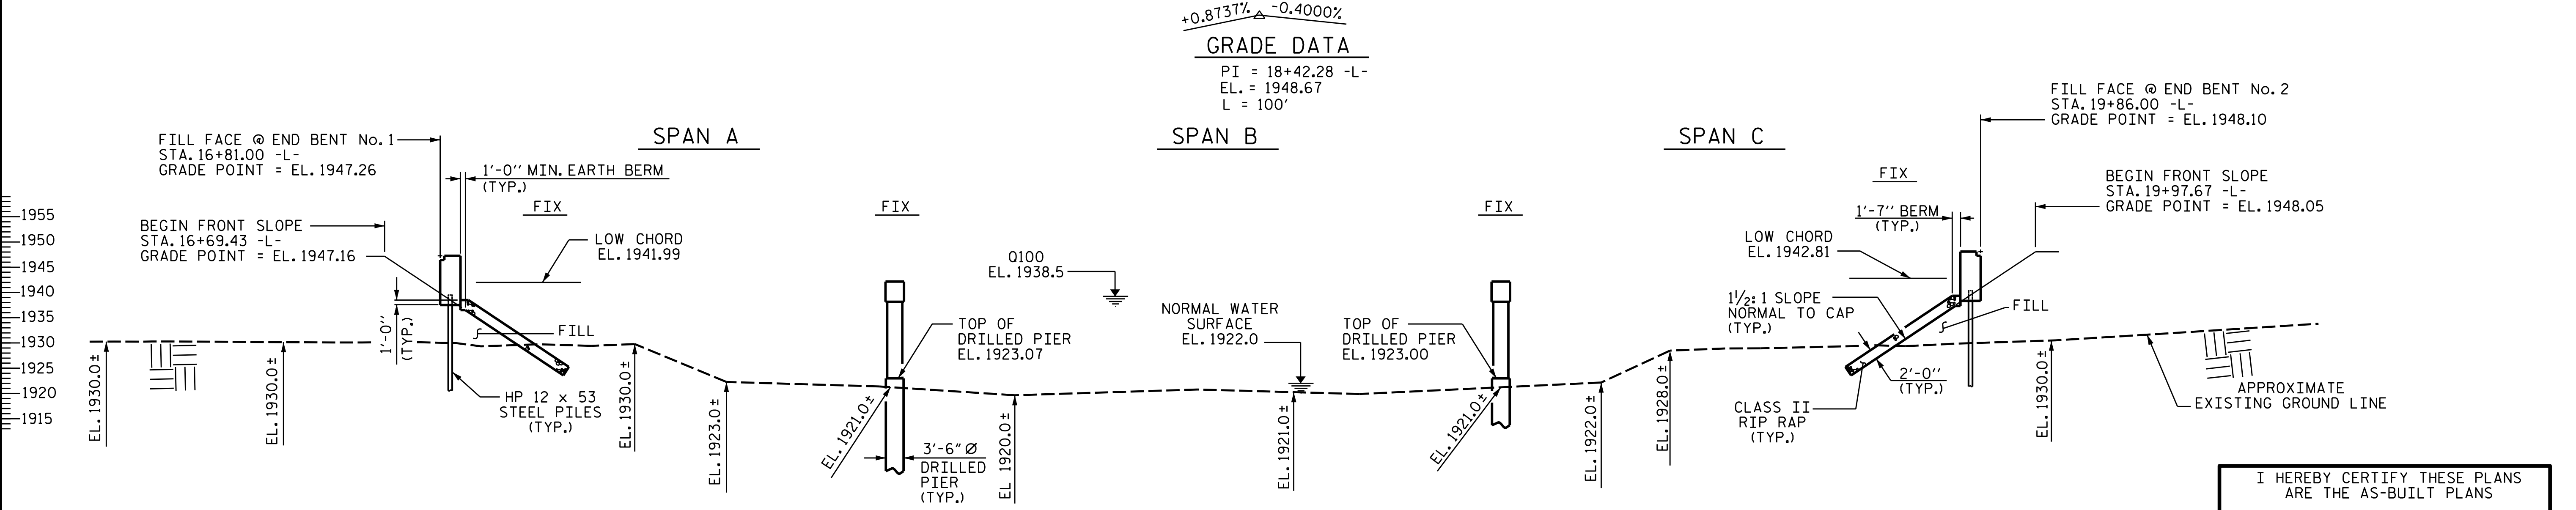 +0.8737% -0.4000%
GRADE DATA
PI = 18+42.28 -L-
EL. = 1948.67
L = 100'
SPAN A
SPAN B
SPAN C
FILL FACE @ END BENT No. 1
STA. 16+81.00 -L-
GRADE POINT = EL. 1947.26
1'-0" MIN. EARTH BERM
(TYP.)
FIX
BEGIN FRONT SLOPE
STA. 16+69.43 -L-
GRADE POINT = EL. 1947.16
LOW CHORD
EL. 1941.99
1955
1950
1945
1940
1935
1930
1925
1920
1915
1'-0"
(TYP.)
FILL
HP 12 x 53
STEEL PILES
(TYP.)
EL. 1930.0±
EL. 1930.0±
EL. 1930.0±
EL. 1923.0±
FIX
TOP OF
DRILLED PIER
EL. 1923.07
EL. 1921.0±
3'-6" Ø
DRILLED
PIER
(TYP.)
EL 1920.0±
Q100
EL. 1938.5
NORMAL WATER
SURFACE
EL. 1922.0
EL. 1921.0±
FIX
TOP OF
DRILLED PIER
EL. 1923.00
EL. 1921.0±
EL. 1922.0±
EL. 1928.0±
FILL FACE @ END BENT No. 2
STA. 19+86.00 -L-
GRADE POINT = EL. 1948.10
FIX
1'-7" BERM
(TYP.)
BEGIN FRONT SLOPE
STA. 19+97.67 -L-
GRADE POINT = EL. 1948.05
LOW CHORD
EL. 1942.81
1½: 1 SLOPE
NORMAL TO CAP
(TYP.)
FILL
2'-0"
(TYP.)
CLASS II
RIP RAP
(TYP.)
EL. 1930.0±
APPROXIMATE
EXISTING GROUND LINE
I HEREBY CERTIFY THESE PLANS
ARE THE AS-BUILT PLANS